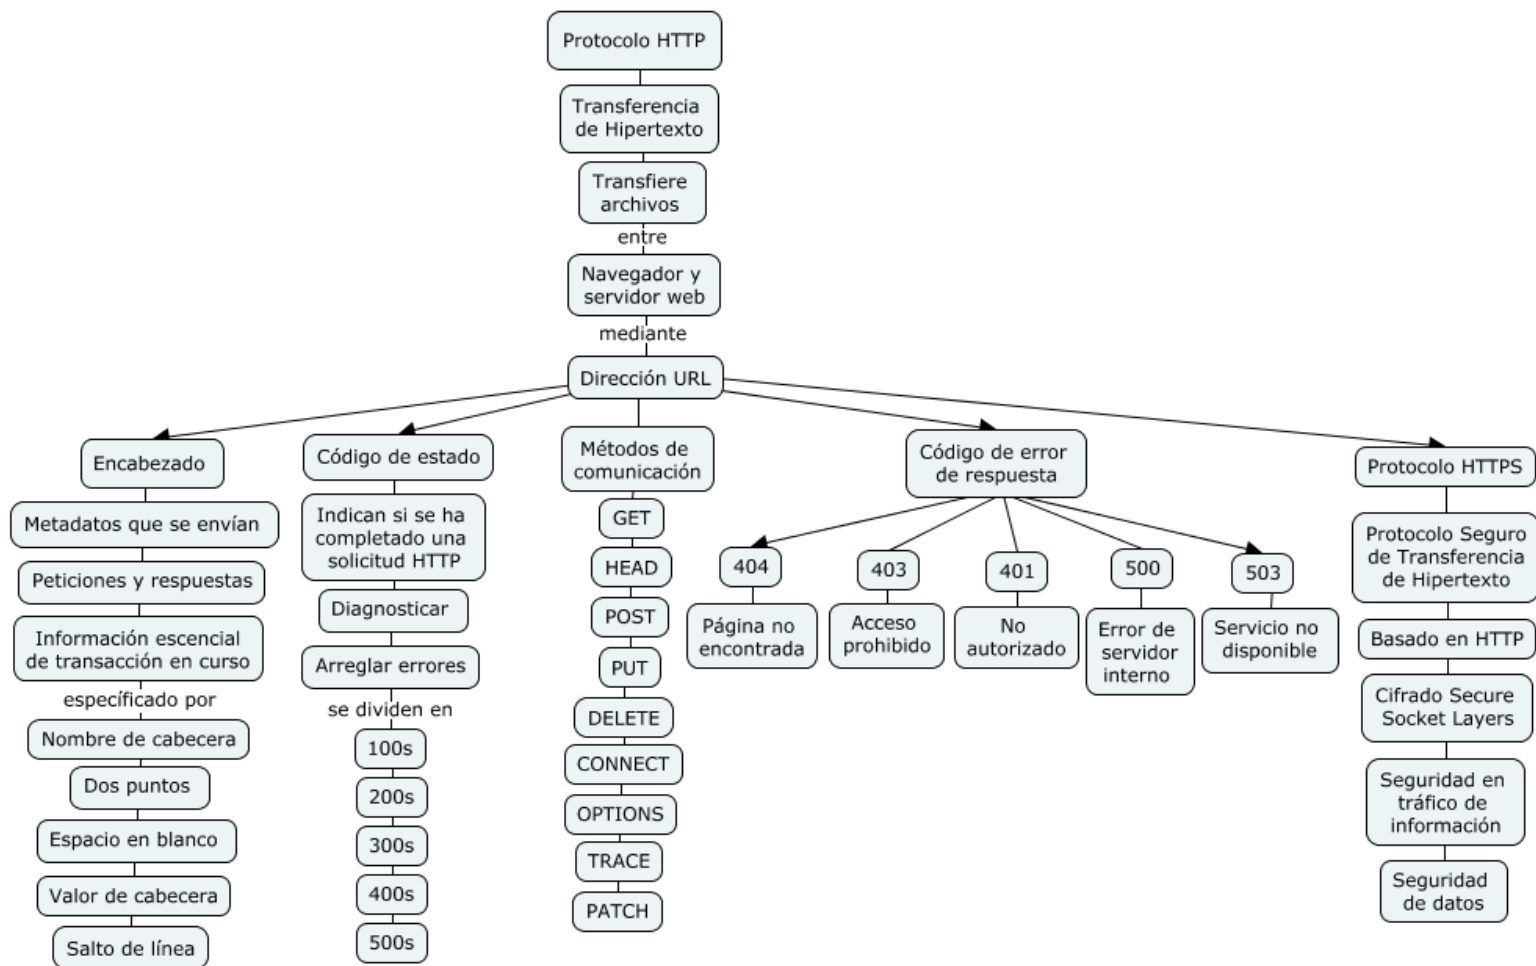 Protocolo HTTP
Transferencia
de Hipertexto
Transfiere
archivos
entre
Navegador y
servidor web
mediante
Dirección URL
Encabezado
Metadatos que se envían
Peticiones y respuestas
Información escencial
de transacción en curso
específicado por
Nombre de cabecera
Dos puntos
Espacio en blanco
Valor de cabecera
Salto de línea
Código de estado
Indican si se ha
completado una
solicitud HTTP
Diagnosticar
Arreglar errores
se dividen en
100s
200s
300s
400s
500s
Métodos de
comunicación
GET
HEAD
POST
PUT
DELETE
CONNECT
OPTIONS
TRACE
PATCH
Código de error
de respuesta
404
Página no
encontrada
403
Acceso
prohibido
401
No
autorizado
500
Error de
servidor
interno
503
Servicio no
disponible
Protocolo HTTPS
Protocolo Seguro
de Transferencia
de Hipertexto
Basado en HTTP
Cifrado Secure
Socket Layers
Seguridad en
tráfico de
información
Seguridad
de datos